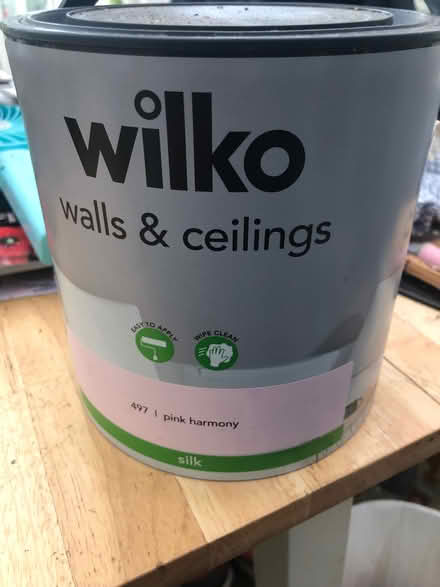 wilko
walls & ceilings
EASY TO APPLY
WIPE CLEAN
497 | pink harmony
silk